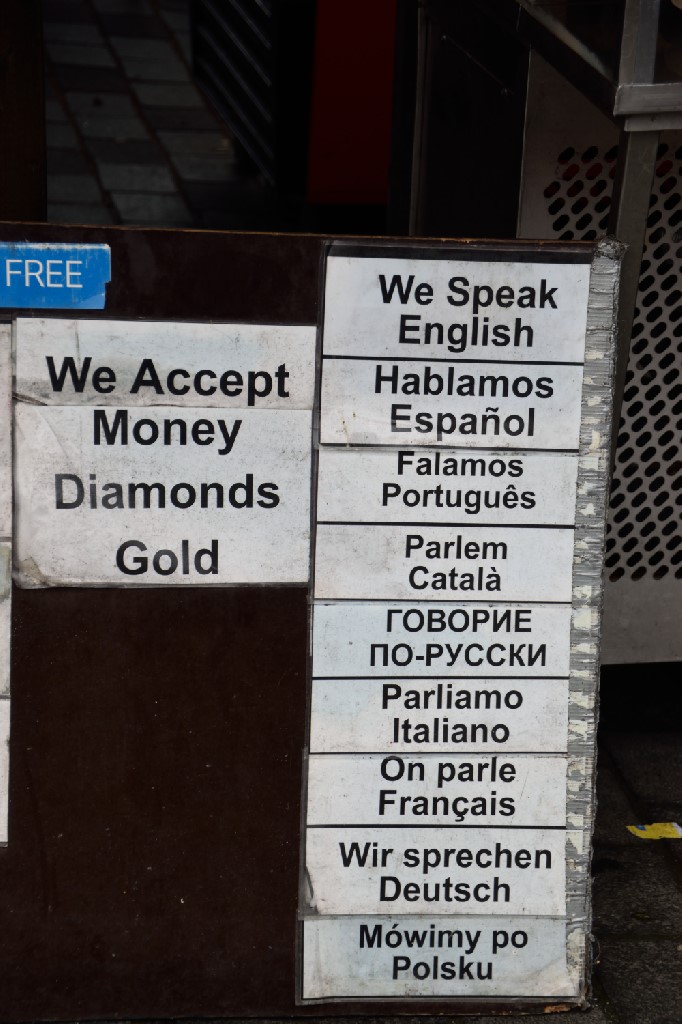 FREE
We Accept
Money
Diamonds
Gold
We Speak
English
Hablamos
Español
Falamos
Português
Parlem
Català
ГОВОРИЕ
ПО-РУССКИ
Parliamo
Italiano
On parle
Français
Wir sprechen
Deutsch
Mówimy po
Polsku